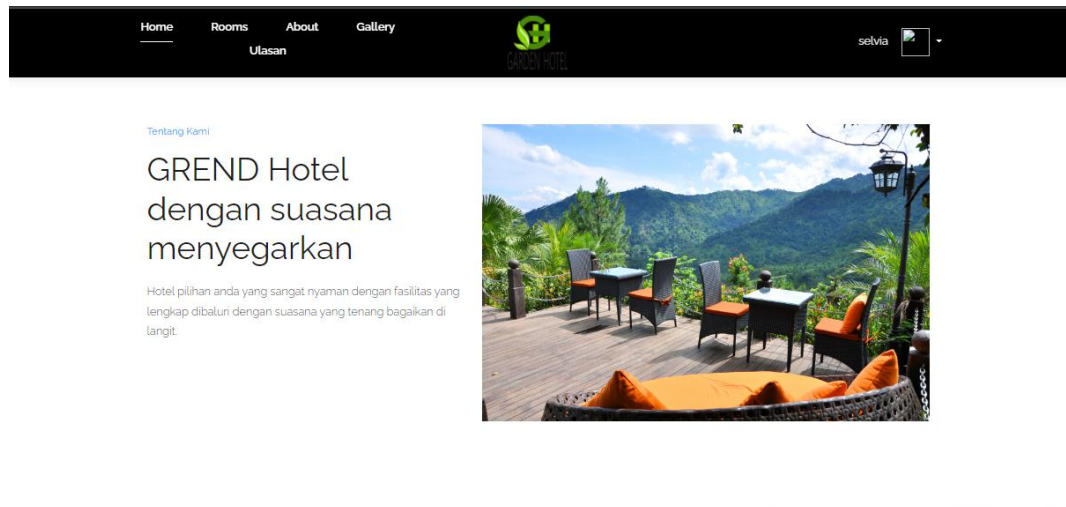 Home Rooms About Gallery
Ulasan
GARDEN HOTEL
selvia
Tentang Kami
GREND Hotel
dengan suasana
menyegarkan
Hotel pilihan anda yang sangat nyaman dengan fasilitas yang
lengkap dibaluri dengan suasana yang tenang bagaikan di
langit.